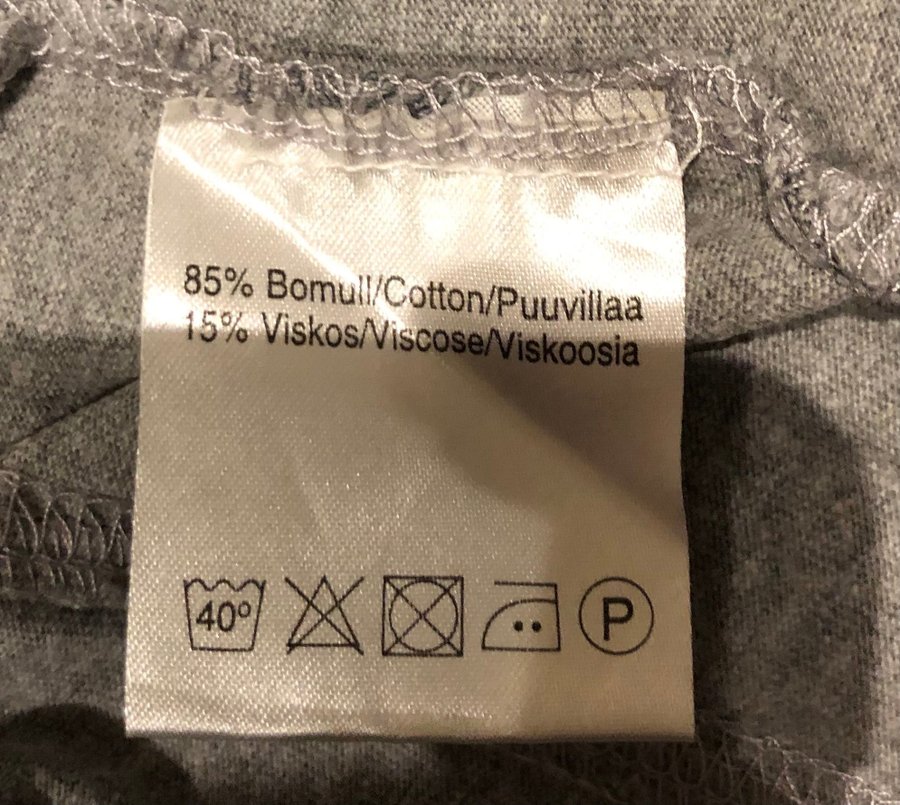 85% Bomull/Cotton/Puuvillaa
15% Viskos/Viscose/Viskoosia
40° P